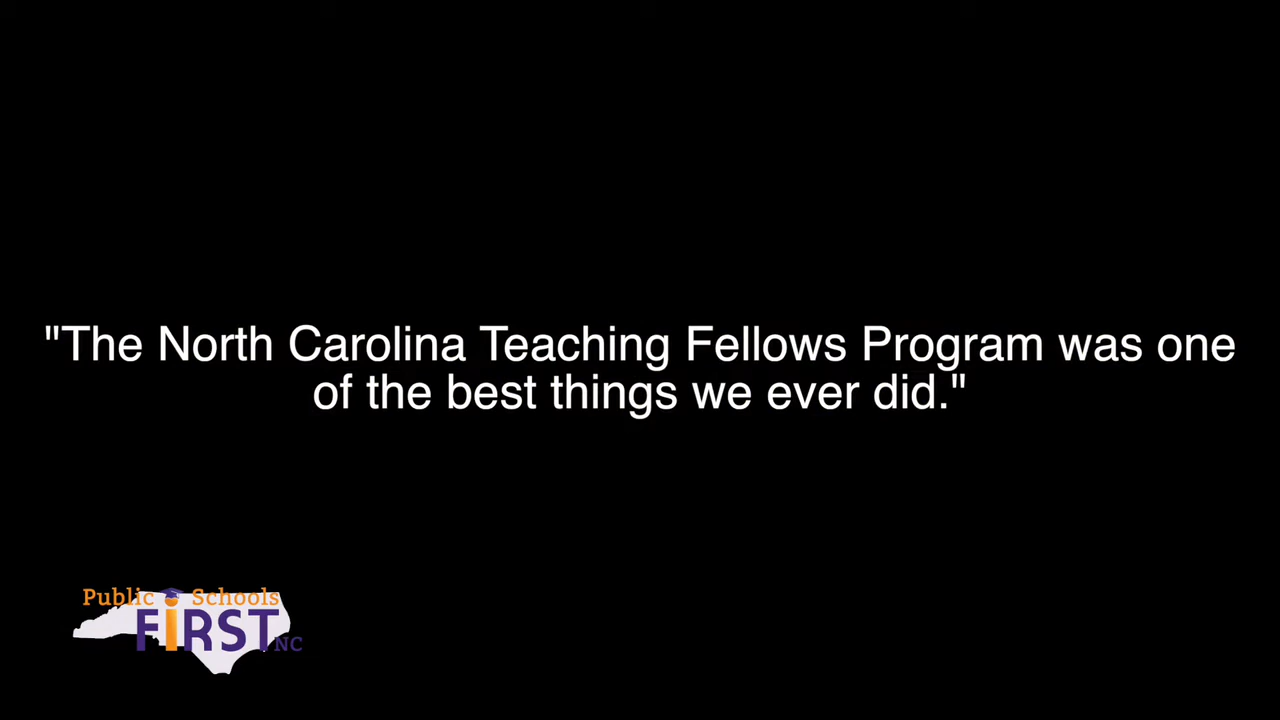 "The North Carolina Teaching Fellows Program was one
of the best things we ever did."
Public Schools
FiRST NC